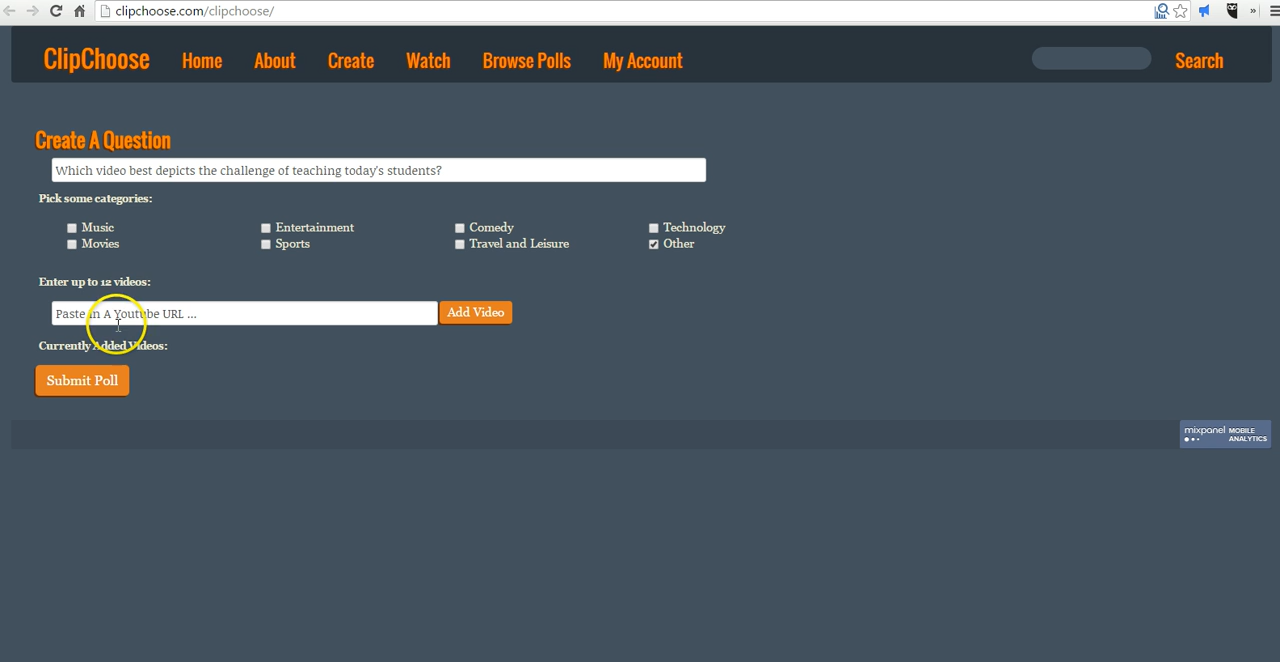 clipchoose.com/clipchoose/
»
ClipChoose Home About Create Watch Browse Polls My Account Search
Create A Question
Which video best depicts the challenge of teaching today's students?
Pick some categories:
Music Entertainment Comedy Technology
Movies Sports Travel and Leisure Other
Enter up to 12 videos:
Paste in A Youtube URL ... Add Video
Currently Added Videos:
Submit Poll
mixpanel MOBILE
ANALYTICS